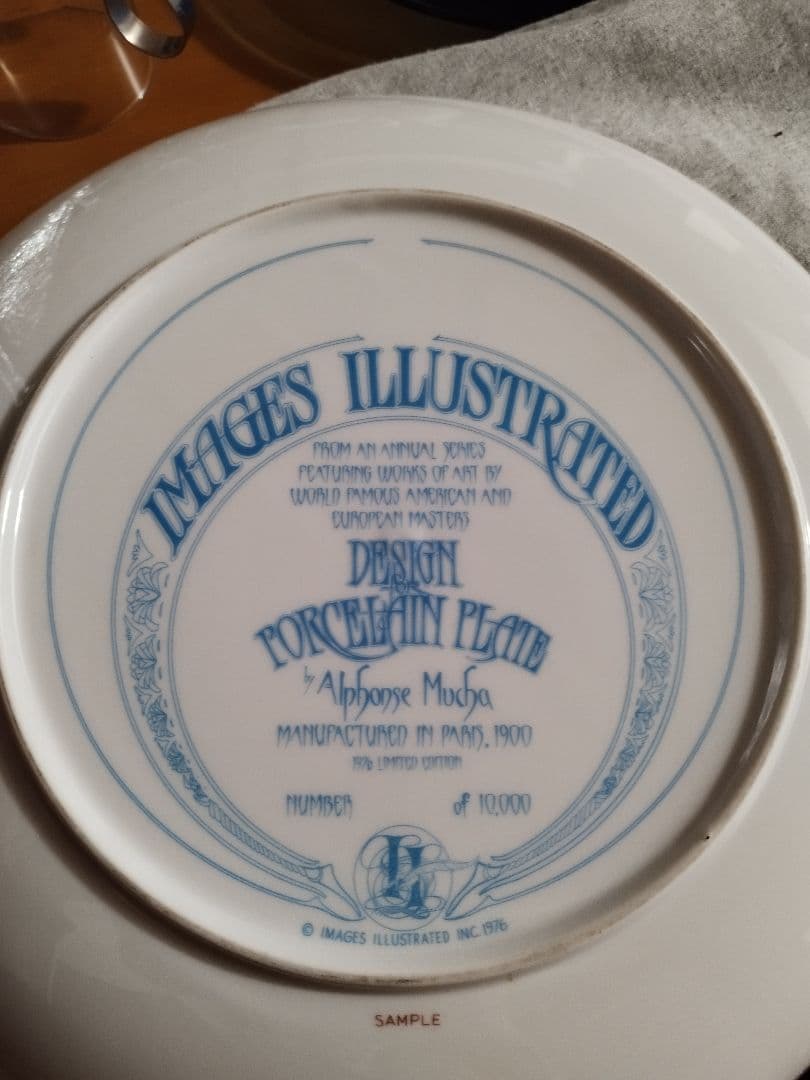 IMAGES ILLUSTRATED
FROM AN ANNUAL SERIES
FEATURING WORKS OF ART BY
WORLD FAMOUS AMERICAN AND
EUROPEAN MASTERS
DESIGN
for
PORCELAIN PLATE
by Alphonse Mucha
MANUFACTURED IN PARIS, 1900
1976 LIMITED EDITION
NUMBER of 10,000
II
© IMAGES ILLUSTRATED INC. 1976
SAMPLE